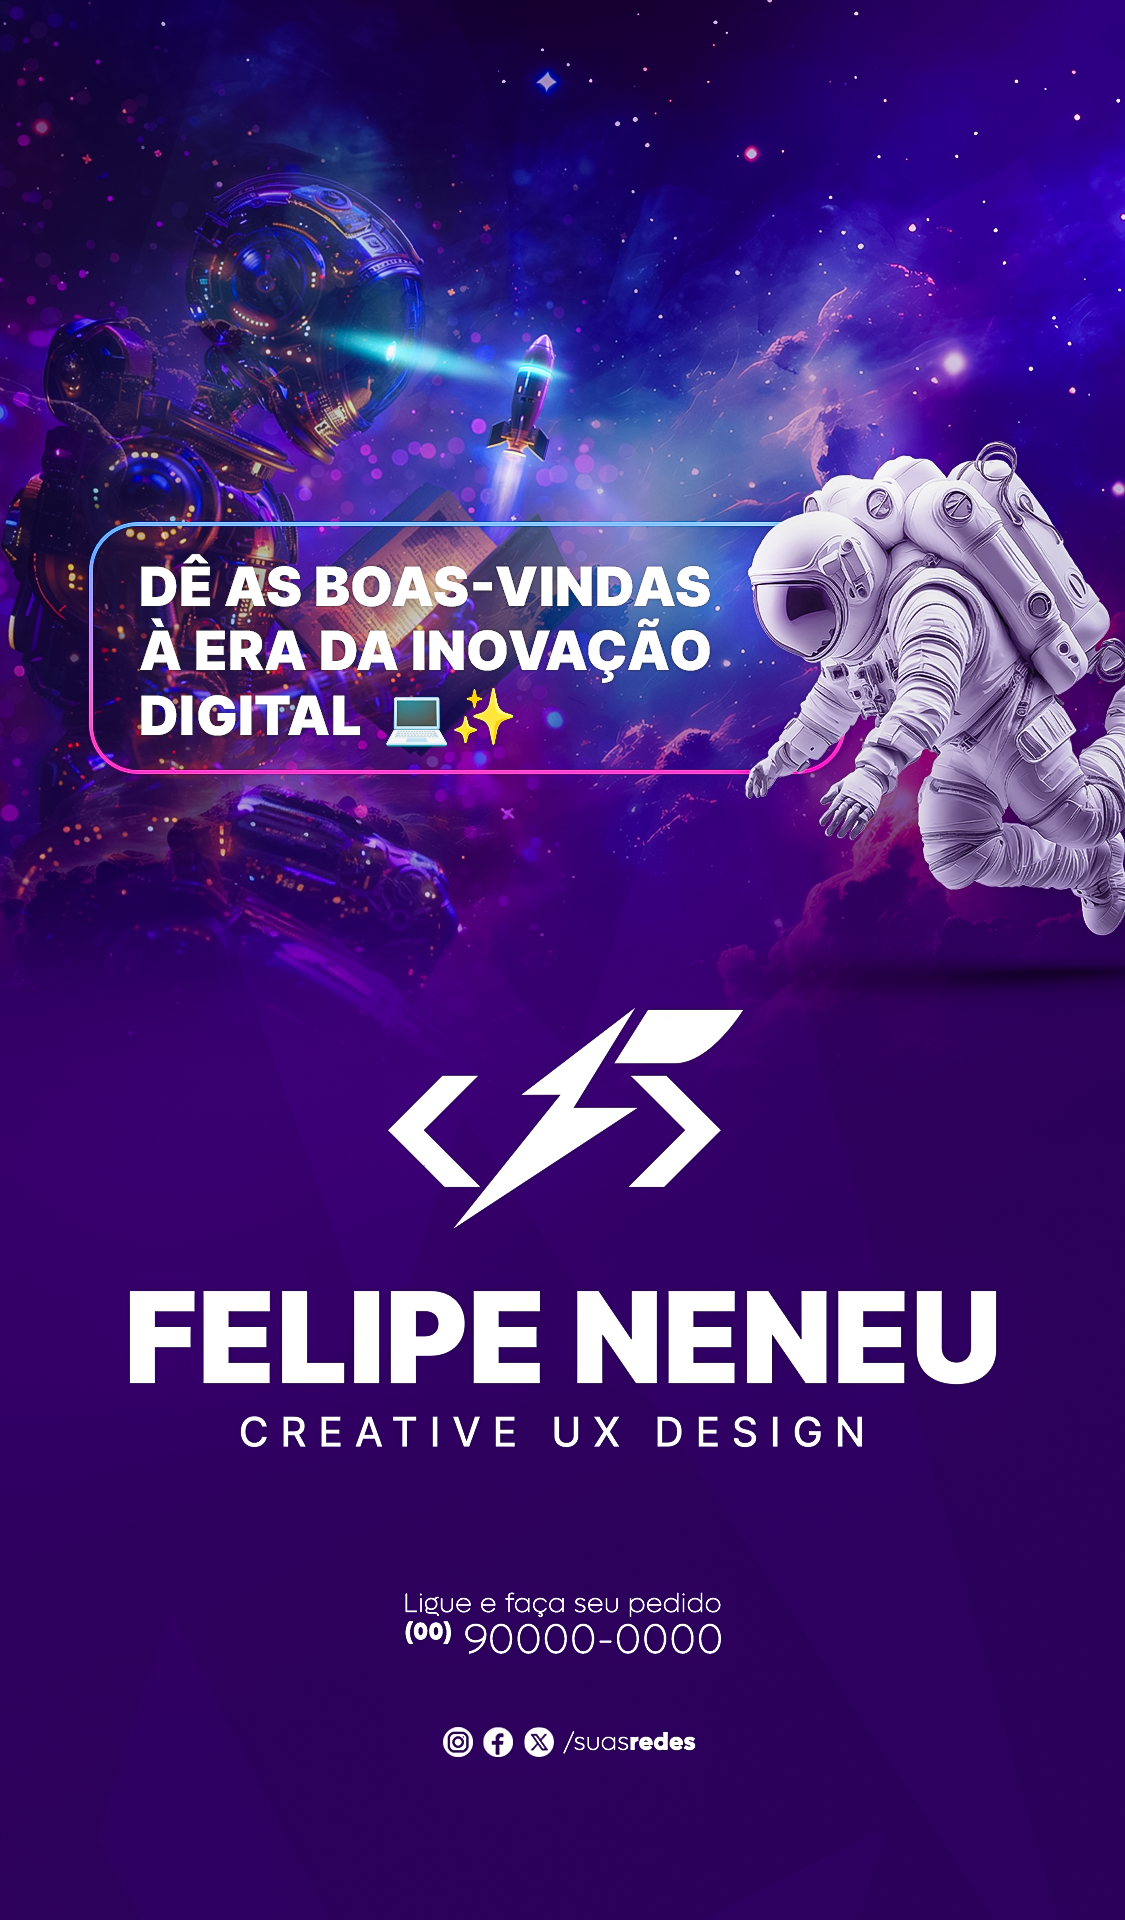 DÊ AS BOAS-VINDAS
À ERA DA INOVAÇÃO
DIGITAL 💻✨
FELIPE NENEU
CREATIVE UX DESIGN
Ligue e faça seu pedido
(00) 90000-0000
/suasredes